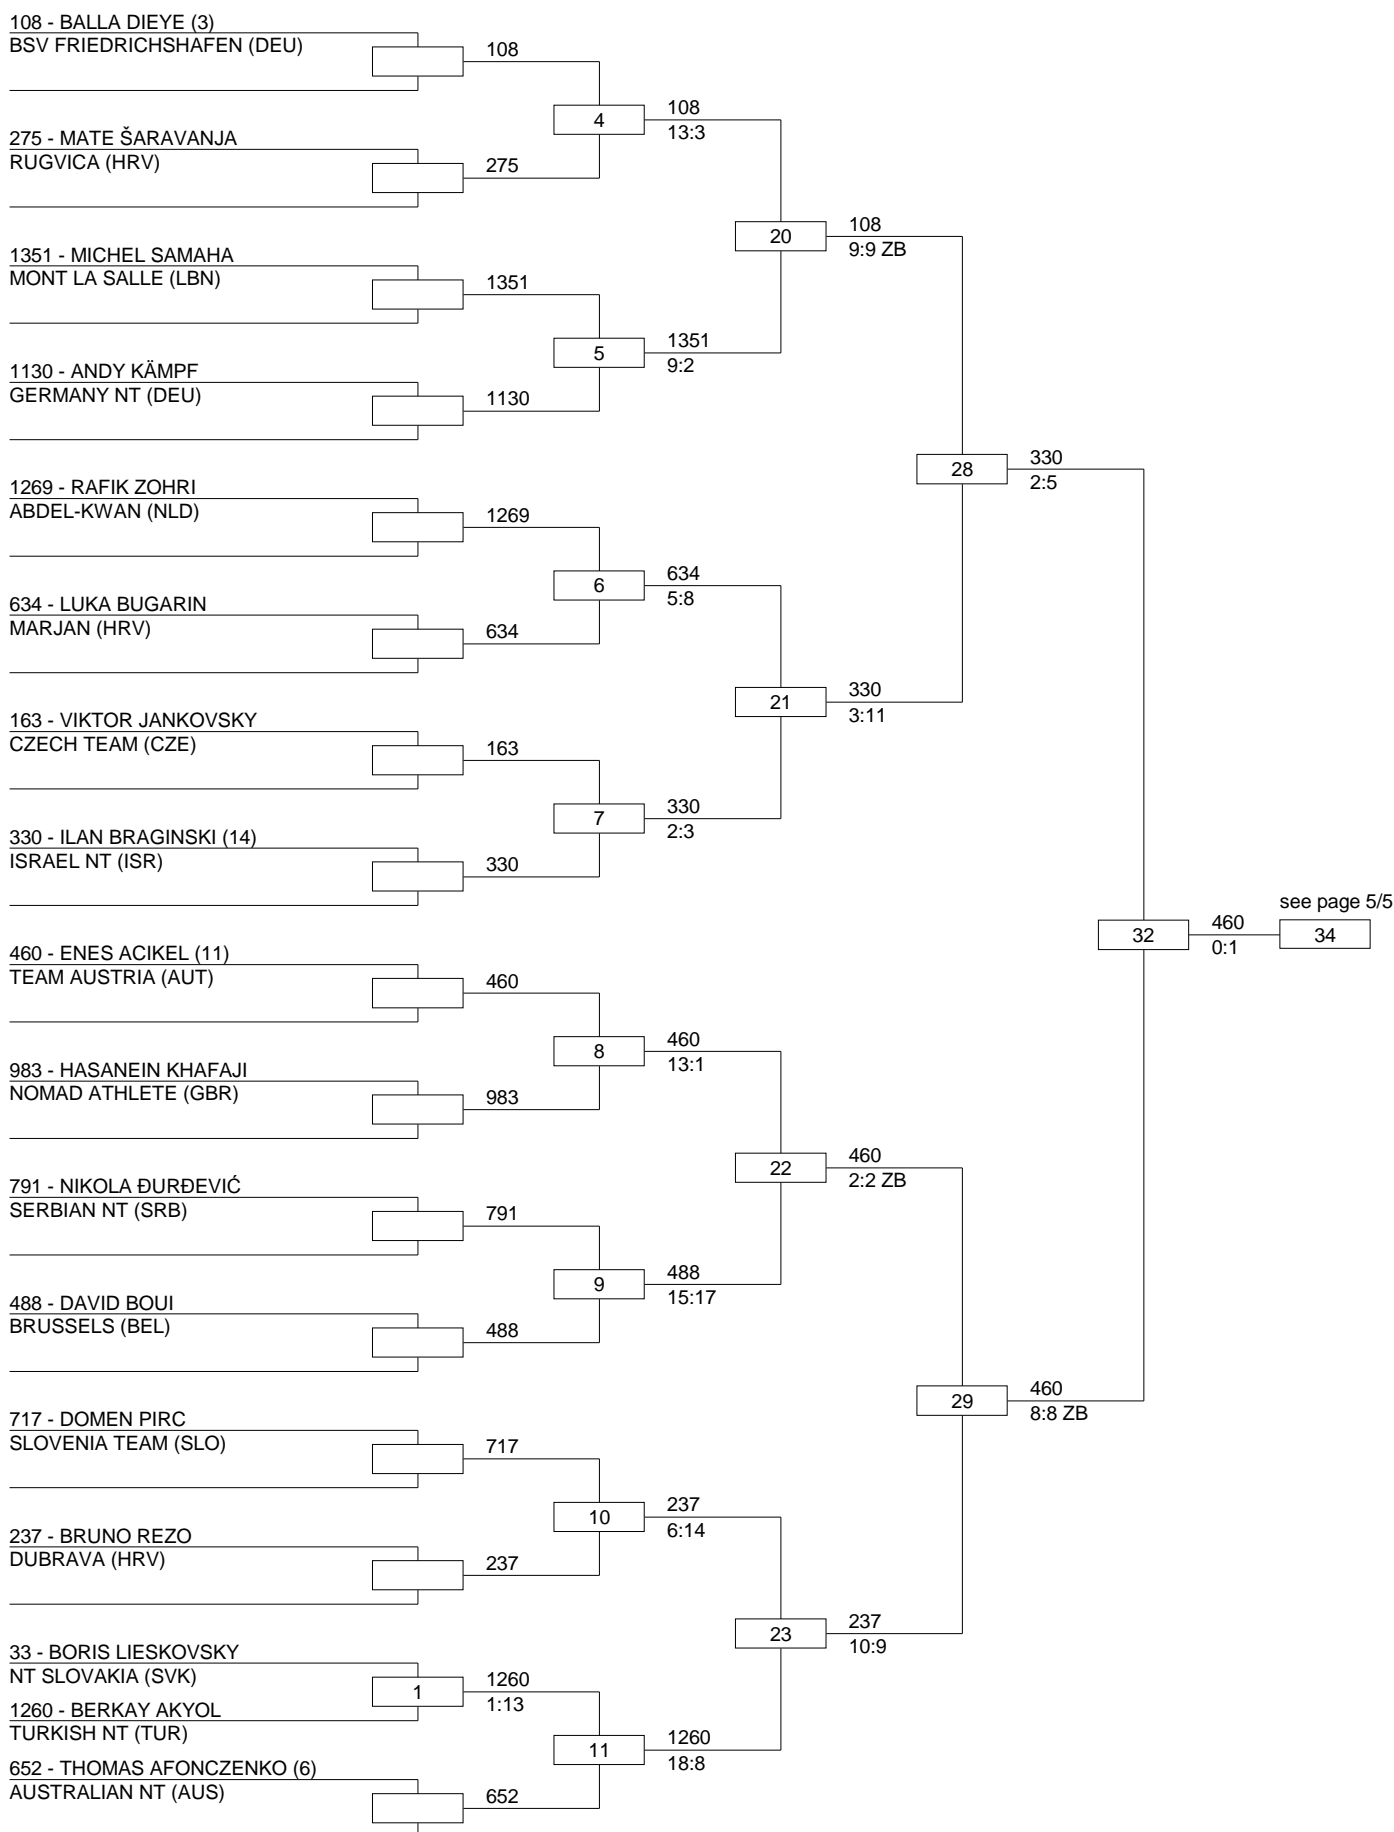 108 - BALLA DIEYE (3)
BSV FRIEDRICHSHAFEN (DEU)
108
4
108
13:3
275 - MATE ŠARAVANJA
RUGVICA (HRV)
275
20
108
9:9 ZB
1351 - MICHEL SAMAHA
MONT LA SALLE (LBN)
1351
5
1351
9:2
1130 - ANDY KÄMPF
GERMANY NT (DEU)
1130
28
330
2:5
1269 - RAFIK ZOHRI
ABDEL-KWAN (NLD)
1269
6
634
5:8
634 - LUKA BUGARIN
MARJAN (HRV)
634
21
330
3:11
163 - VIKTOR JANKOVSKY
CZECH TEAM (CZE)
163
7
330
2:3
330 - ILAN BRAGINSKI (14)
ISRAEL NT (ISR)
330
see page 5/5
32
460
0:1
34
460 - ENES ACIKEL (11)
TEAM AUSTRIA (AUT)
460
8
460
13:1
983 - HASANEIN KHAFAJI
NOMAD ATHLETE (GBR)
983
22
460
2:2 ZB
791 - NIKOLA ĐURĐEVIĆ
SERBIAN NT (SRB)
791
9
488
15:17
488 - DAVID BOUI
BRUSSELS (BEL)
488
29
460
8:8 ZB
717 - DOMEN PIRC
SLOVENIA TEAM (SLO)
717
10
237
6:14
237 - BRUNO REZO
DUBRAVA (HRV)
237
23
237
10:9
33 - BORIS LIESKOVSKY
NT SLOVAKIA (SVK)
1
1260
1:13
1260 - BERKAY AKYOL
TURKISH NT (TUR)
11
1260
18:8
652 - THOMAS AFONCZENKO (6)
AUSTRALIAN NT (AUS)
652